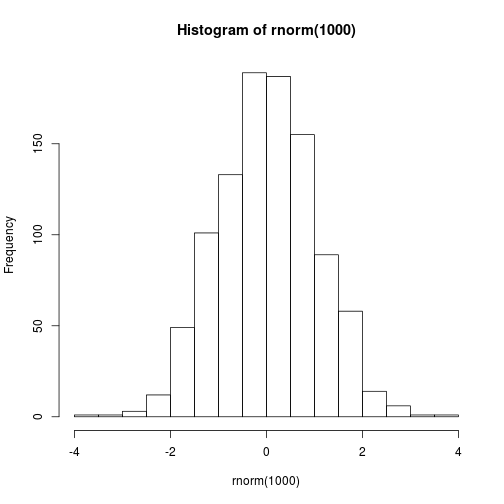 Histogram of rnorm(1000)
Frequency
150
100
50
0
-4 -2 0 2 4
rnorm(1000)